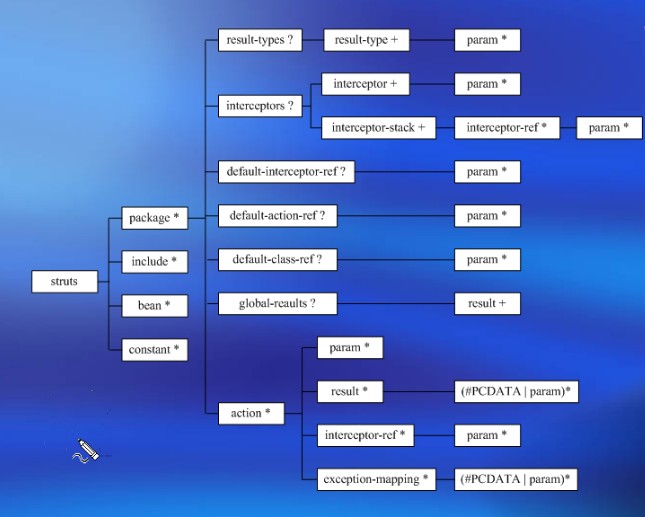 result-types ?
result-type +
param *
interceptors ?
interceptor +
param *
interceptor-stack +
interceptor-ref *
param *
default-interceptor-ref ?
param *
package *
default-action-ref ?
param *
include *
default-class-ref ?
param *
struts
bean *
global-reaults ?
result +
constant *
param *
action *
result *
(#PCDATA | param)*
interceptor-ref *
param *
exception-mapping *
(#PCDATA | param)*